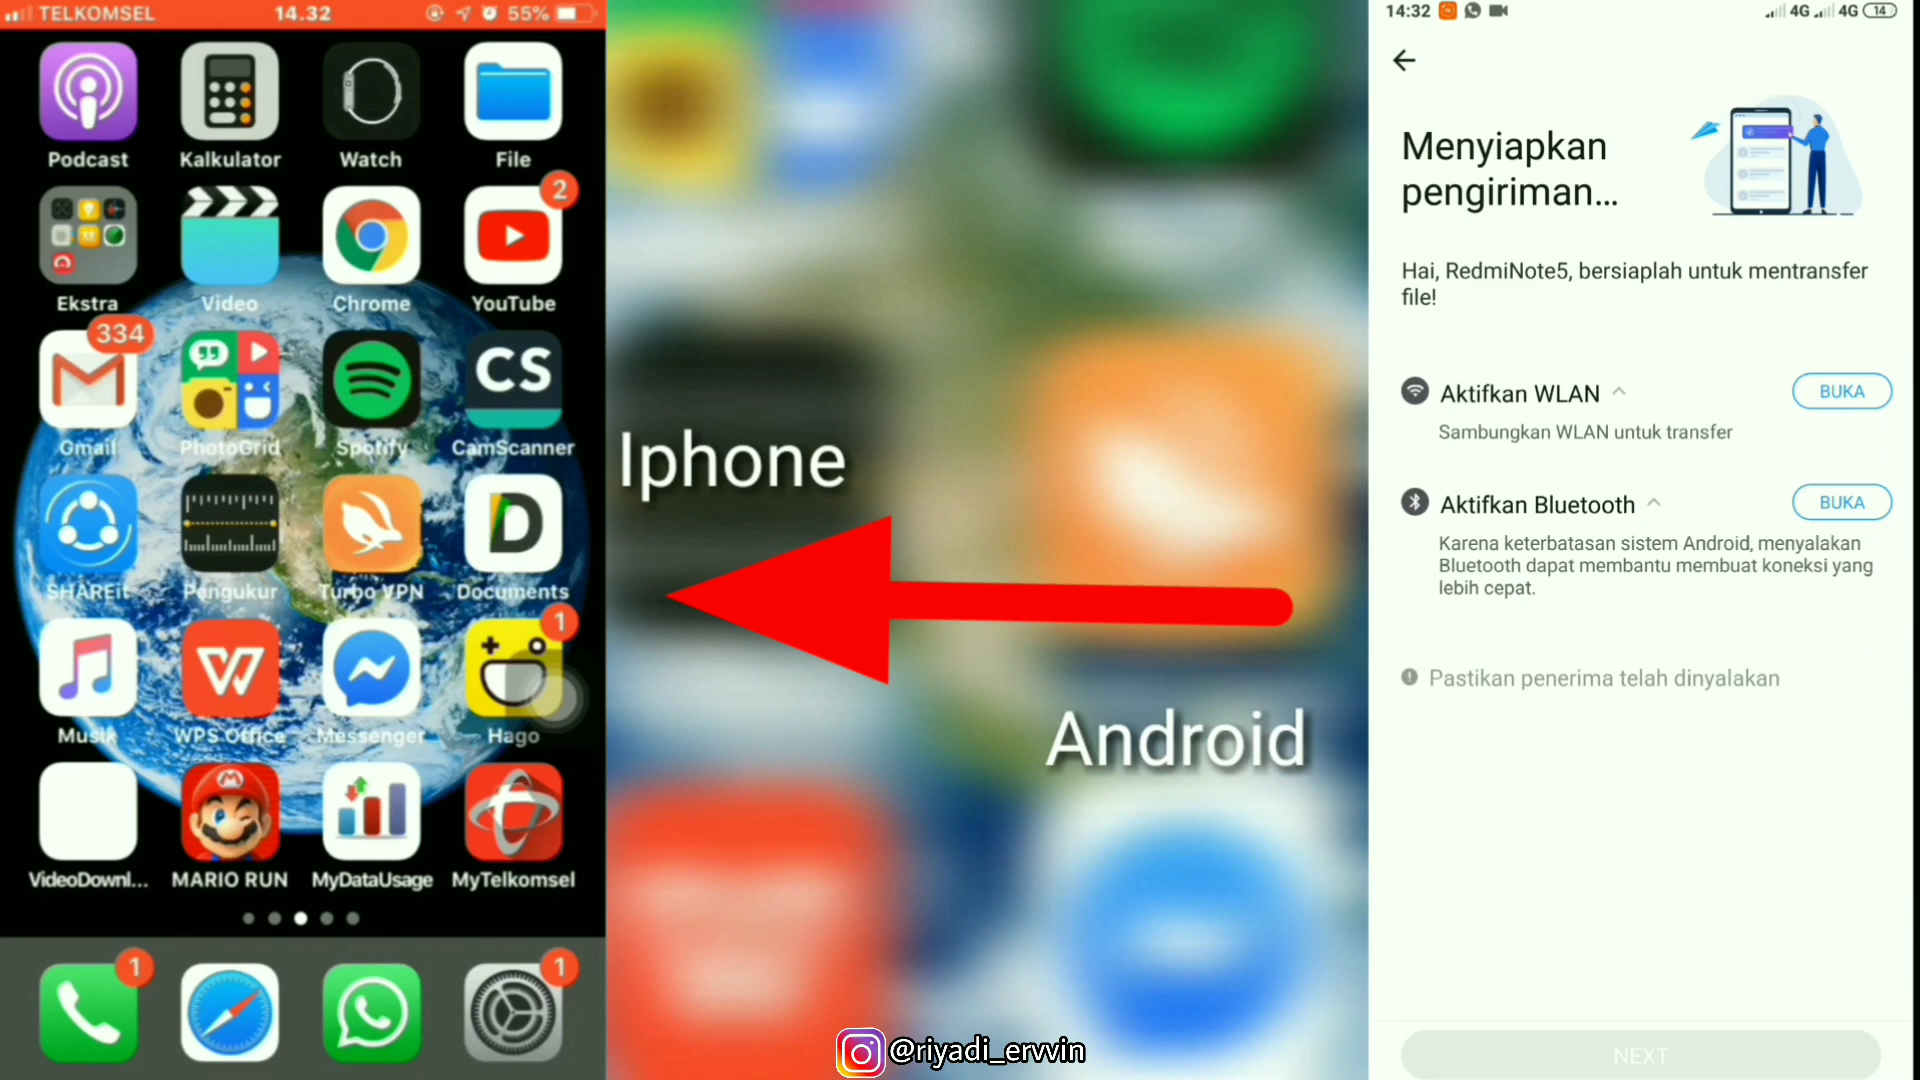 TELKOMSEL 14.32 55%
Podcast Kalkulator Watch File
2
Ekstra Video Chrome YouTube
334
CS
Gmail PhotoGrid Spotify CamScanner
D
SHAREit Pengukur Turbo VPN Documents
1
W
Musik WPS Office Messenger Hago
M
VideoDownl... MARIO RUN MyDataUsage MyTelkomsel
1 1
Iphone
Android
@riyadi_ervvin
14:32 4G 4G 14
Menyiapkan
pengiriman...
Hai, RedmiNote5, bersiaplah untuk mentransfer
file!
Aktifkan WLAN BUKA
Sambungkan WLAN untuk transfer
Aktifkan Bluetooth BUKA
Karena keterbatasan sistem Android, menyalakan
Bluetooth dapat membantu membuat koneksi yang
lebih cepat.
Pastikan penerima telah dinyalakan
NEXT